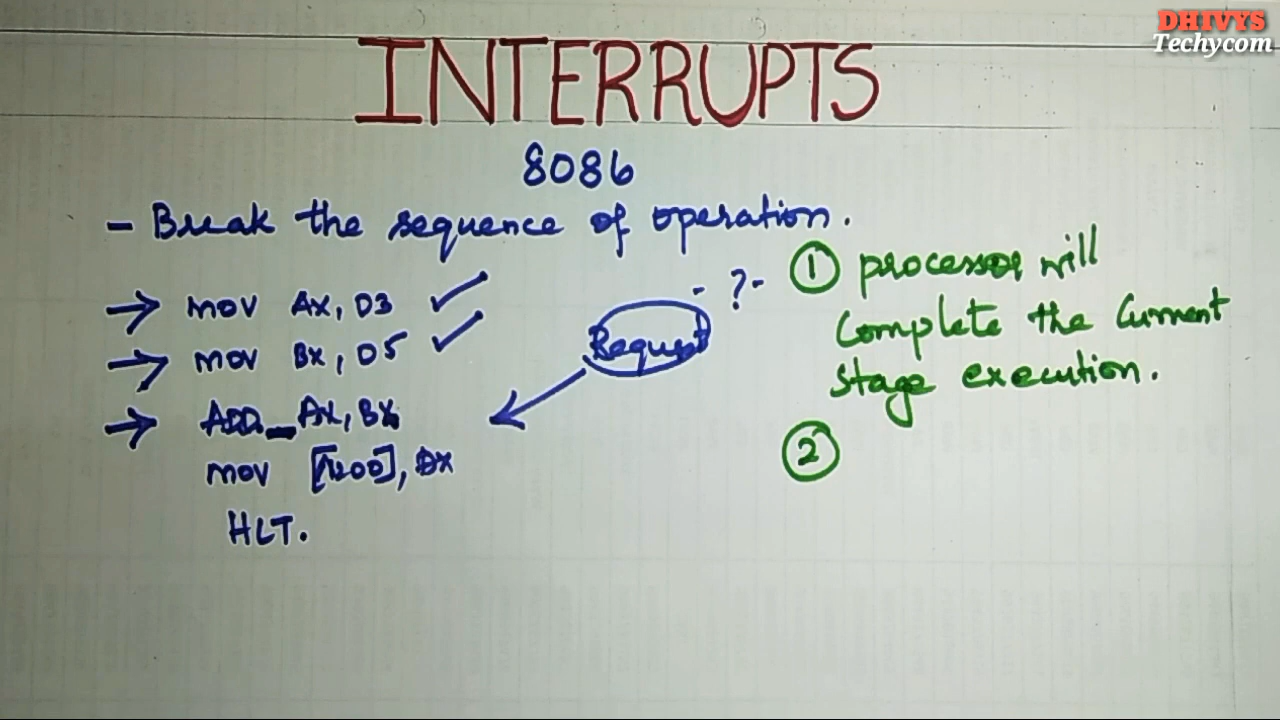 DHIVYS
Techycom
INTERRUPTS
8086
- Break the sequence of operation.
→ mov AX, 03 ✓
→ mov BX, 05 ✓
→ ADD AX, BX
mov [1200], AX
HLT.
Request
- ? -
① processor will
Complete the Current
stage execution.
②